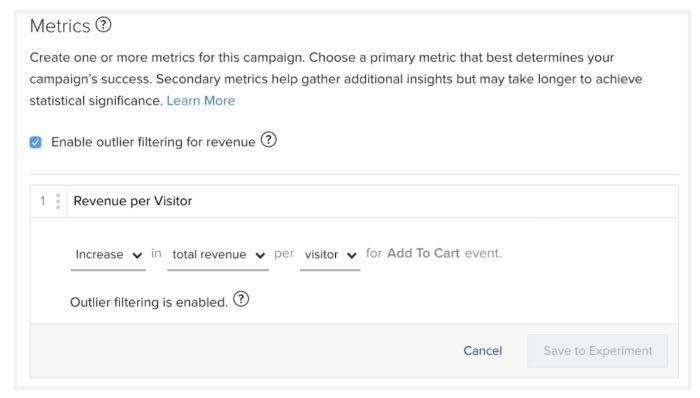 Metrics ?
Create one or more metrics for this campaign. Choose a primary metric that best determines your
campaign’s success. Secondary metrics help gather additional insights but may take longer to achieve
statistical significance. Learn More
Enable outlier filtering for revenue ?
1 Revenue per Visitor
Increase in total revenue per visitor for Add To Cart event.
Outlier filtering is enabled. ?
Cancel Save to Experiment